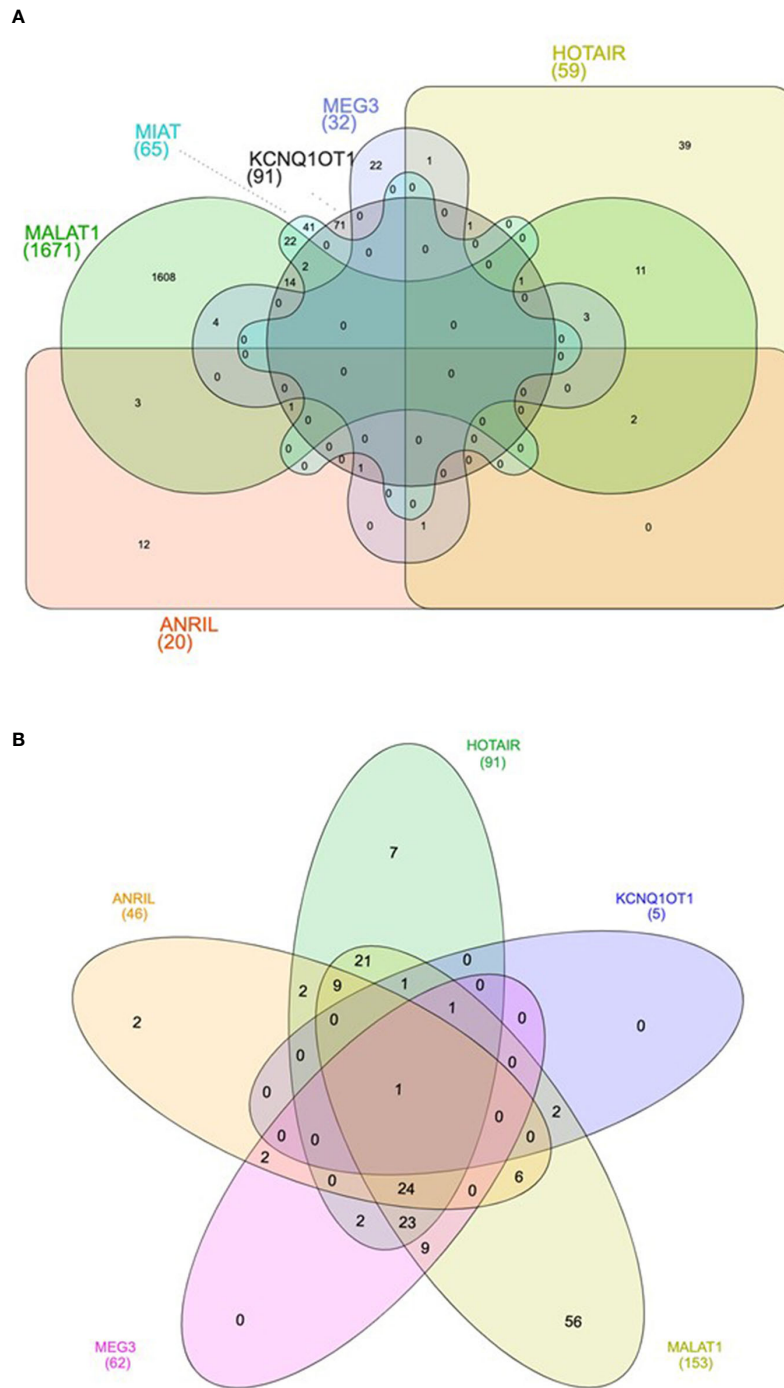 A
HOTAIR
(59)
MEG3
(32)
MIAT
(65)
KCNQ1OT1
(91)
MALAT1
(1671)
39
22 1
0 0
41 71 0 0 1 0
22 0 0 0 0 0
2 0 1 11
1608 14 0
0 3
4 0 0 0
0 0
0 0 0 0
0 0 0
3 1 0 2
0 0
0 0 0 0 0 0
0 0 1 0 0 0
0 0
0 1 0
12
ANRIL
(20)
B
HOTAIR
(91)
7
ANRIL
(46)
KCNQ1OT1
(5)
21 0
2 9 1 0
1 0
2 0 0
0 0
0 1 2
0
0 0 0
2 0 24 0 6
2 23
9
0 56
MEG3
(62)
MALAT1
(153)